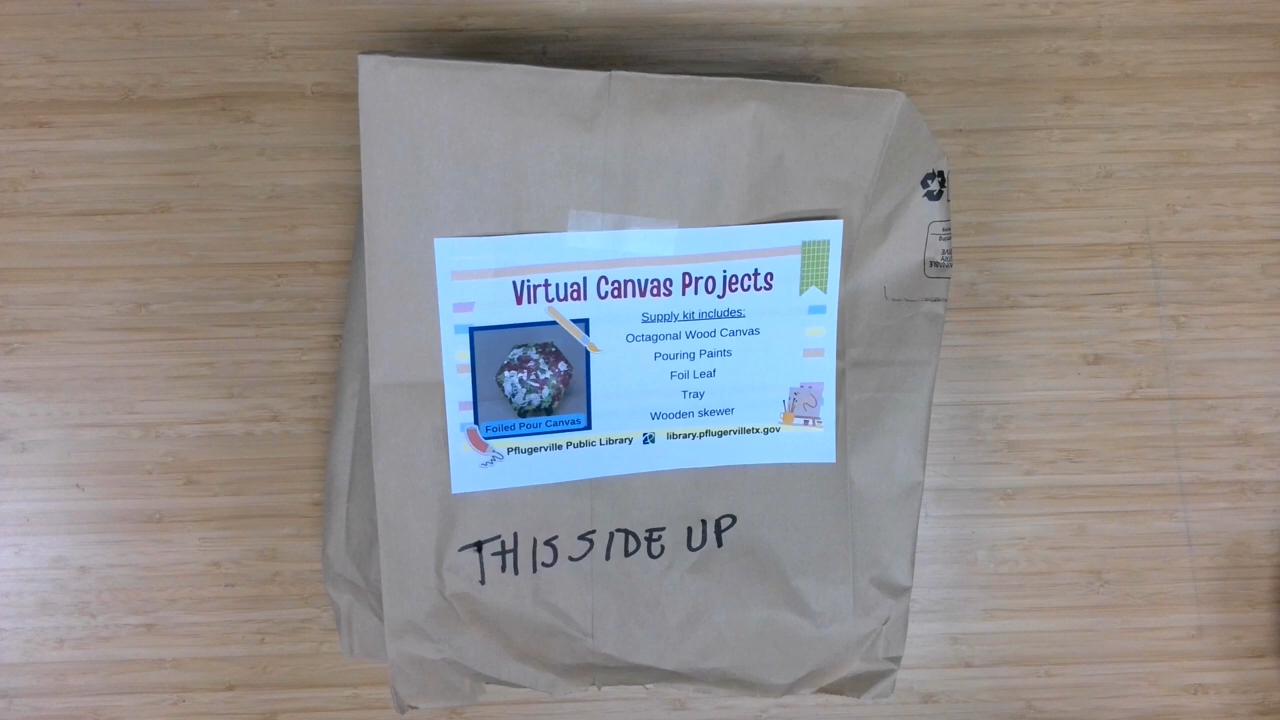 Virtual Canvas Projects
Supply kit includes:
Octagonal Wood Canvas
Pouring Paints
Foil Leaf
Tray
Wooden skewer
Foiled Pour Canvas
Pflugerville Public Library library.pflugervilletx.gov
THIS SIDE UP